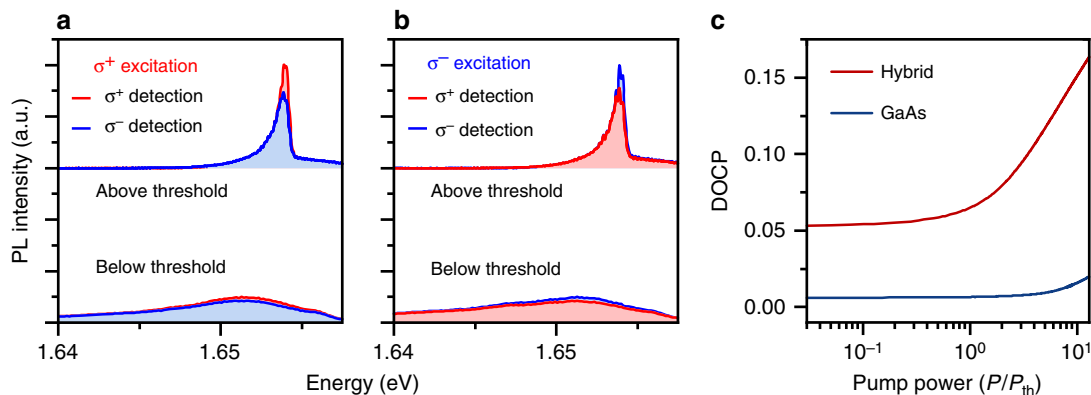 a
σ+ excitation
σ+ detection
σ− detection
Above threshold
Below threshold
PL intensity (a.u.)
1.64
1.65
b
σ− excitation
σ+ detection
σ− detection
Above threshold
Below threshold
1.64
1.65
Energy (eV)
c
Hybrid
GaAs
DOCP
0.15
0.10
0.05
0.00
10−1
100
101
Pump power (P/Pth)